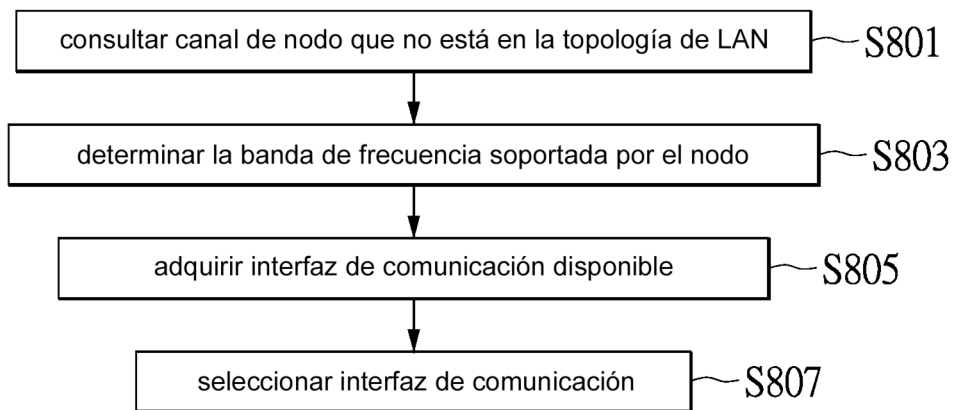 consultar canal de nodo que no está en la topología de LAN
S801
determinar la banda de frecuencia soportada por el nodo
S803
adquirir interfaz de comunicación disponible
S805
seleccionar interfaz de comunicación
S807